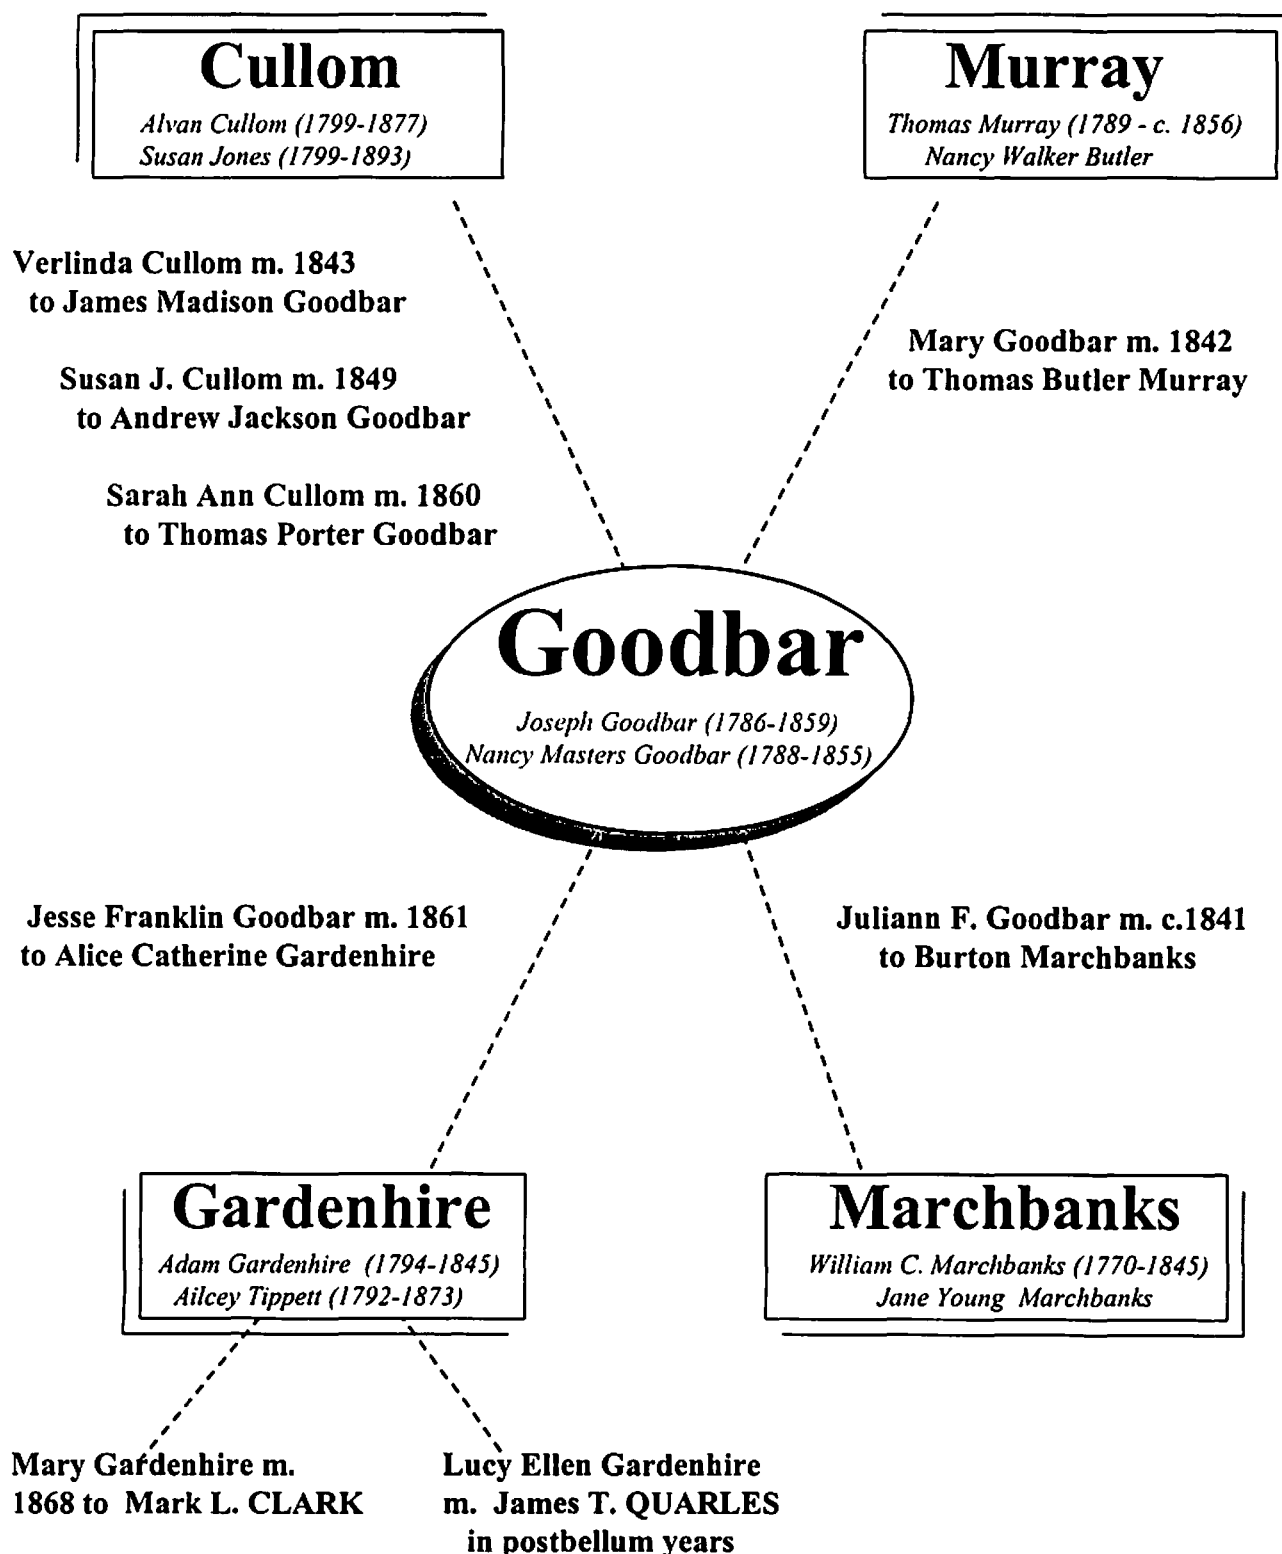 Cullom
Alvan Cullom (1799-1877)
Susan Jones (1799-1893)
Murray
Thomas Murray (1789 - c. 1856)
Nancy Walker Butler
Verlinda Cullom m. 1843
to James Madison Goodbar
Susan J. Cullom m. 1849
to Andrew Jackson Goodbar
Sarah Ann Cullom m. 1860
to Thomas Porter Goodbar
Mary Goodbar m. 1842
to Thomas Butler Murray
Goodbar
Joseph Goodbar (1786-1859)
Nancy Masters Goodbar (1788-1855)
Jesse Franklin Goodbar m. 1861
to Alice Catherine Gardenhire
Juliann F. Goodbar m. c.1841
to Burton Marchbanks
Gardenhire
Adam Gardenhire (1794-1845)
Ailcey Tippett (1792-1873)
Marchbanks
William C. Marchbanks (1770-1845)
Jane Young Marchbanks
Mary Gardenhire m.
1868 to Mark L. CLARK
Lucy Ellen Gardenhire
m. James T. QUARLES
in postbellum years